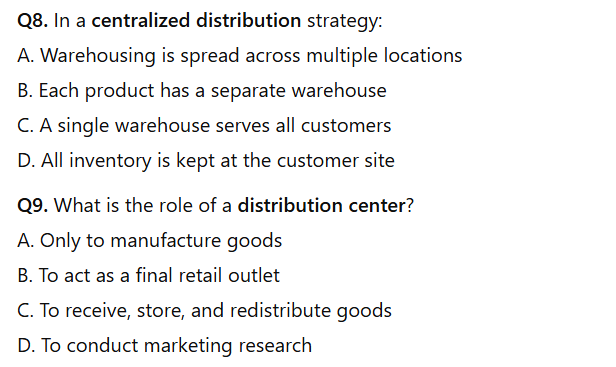 Q8. In a centralized distribution strategy:
A. Warehousing is spread across multiple locations
B. Each product has a separate warehouse
C. A single warehouse serves all customers
D. All inventory is kept at the customer site
Q9. What is the role of a distribution center?
A. Only to manufacture goods
B. To act as a final retail outlet
C. To receive, store, and redistribute goods
D. To conduct marketing research